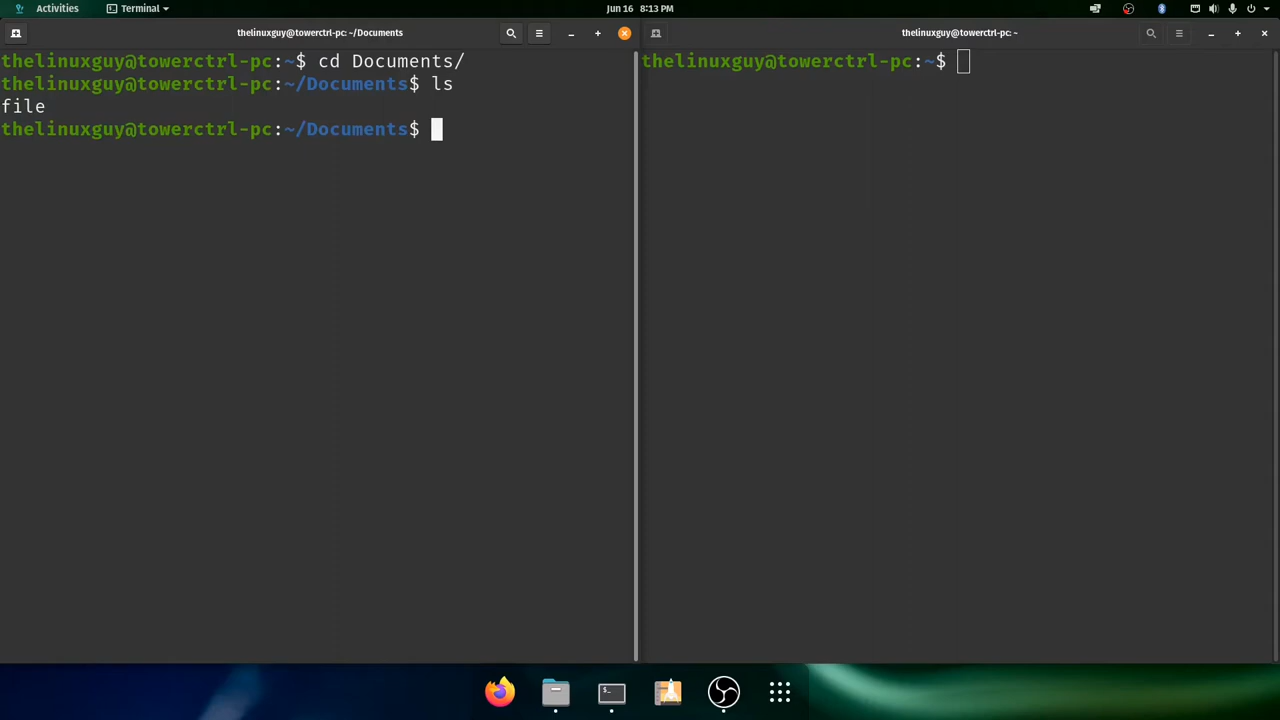 Activities Terminal Jun 16 8:13 PM
thelinuxguy@towerctrl-pc: ~/Documents
thelinuxguy@towerctrl-pc:~$ cd Documents/
thelinuxguy@towerctrl-pc:~/Documents$ ls
file
thelinuxguy@towerctrl-pc:~/Documents$
thelinuxguy@towerctrl-pc: ~
thelinuxguy@towerctrl-pc:~$